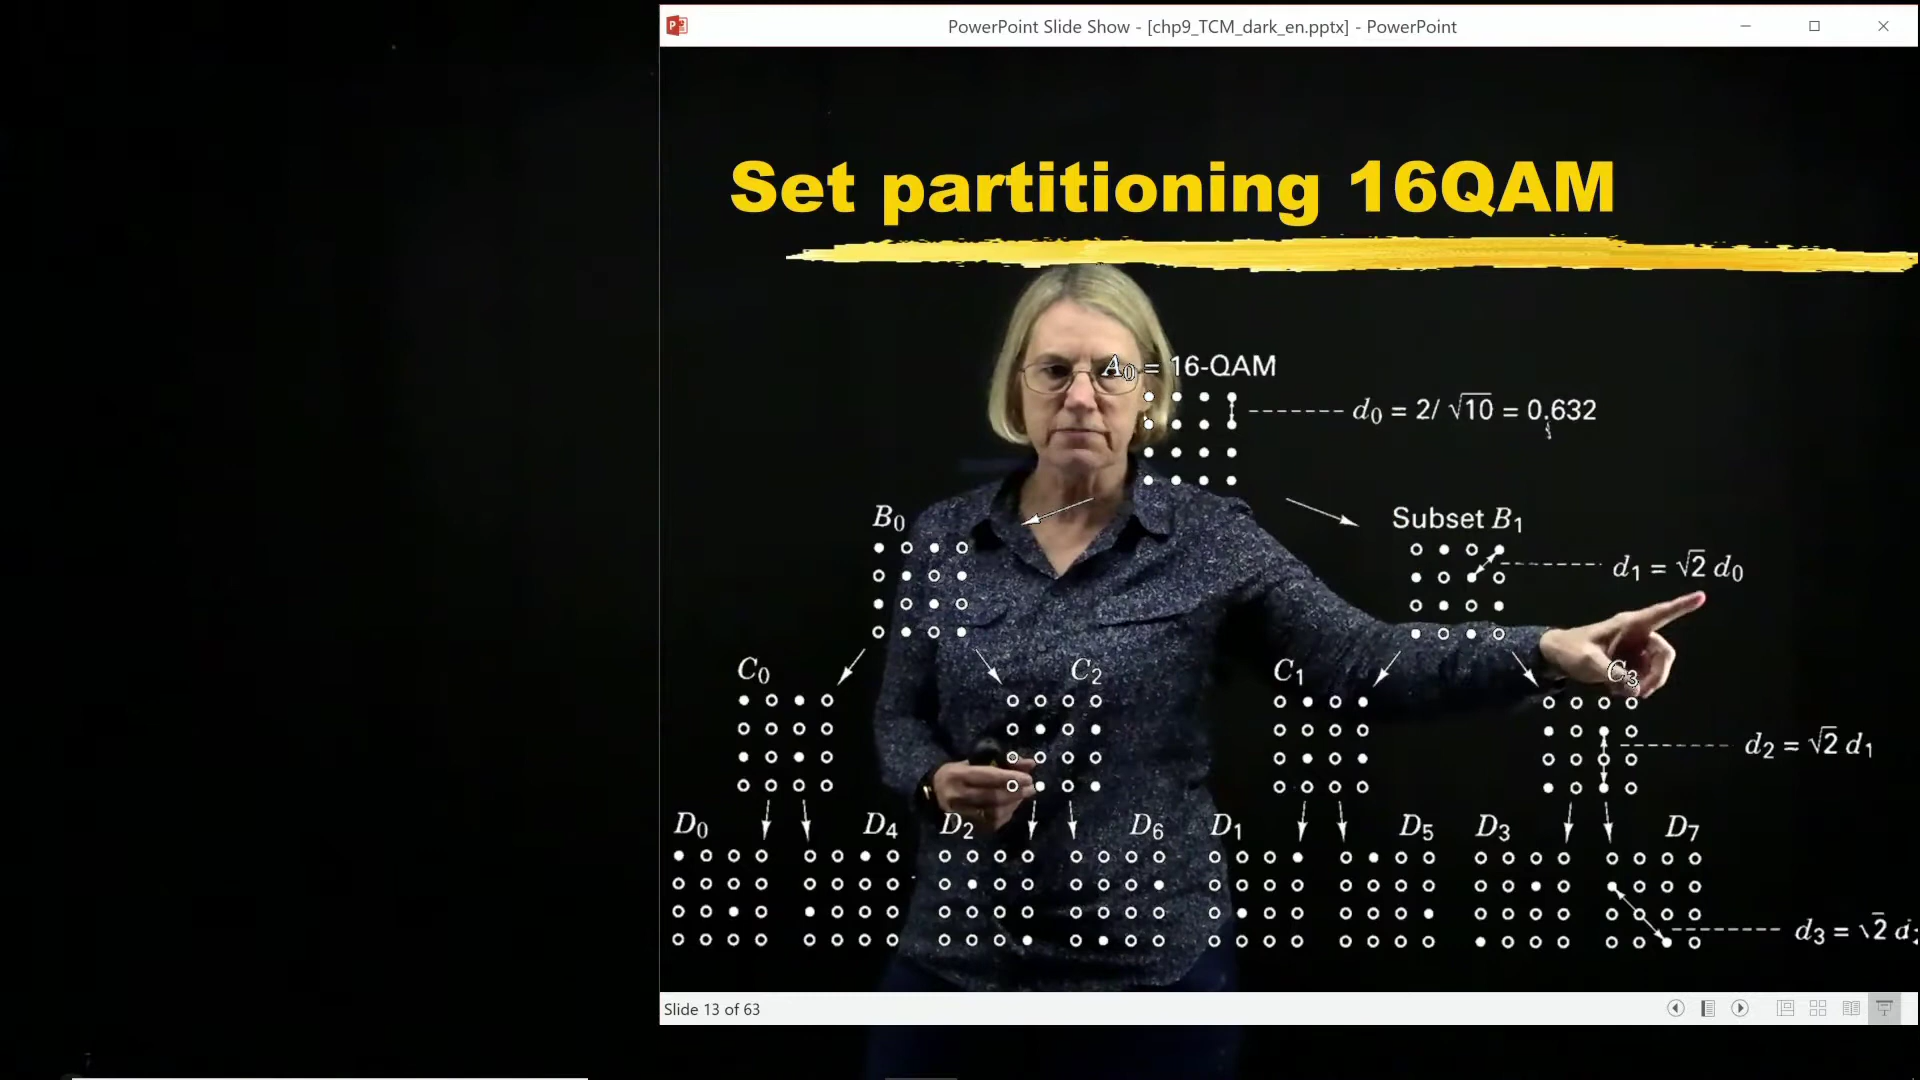 PowerPoint Slide Show - [chp9_TCM_dark_en.pptx] - PowerPoint
Set partitioning 16QAM
A₀ = 16-QAM
d₀ = 2/ √10 = 0.632
B₀
Subset B₁
d₁ = √2 d₀
C₀ C₂ C₁ C₃
d₂ = √2 d₁
D₀ D₄ D₂ D₆ D₁ D₅ D₃ D₇
d₃ = √2 d
Slide 13 of 63